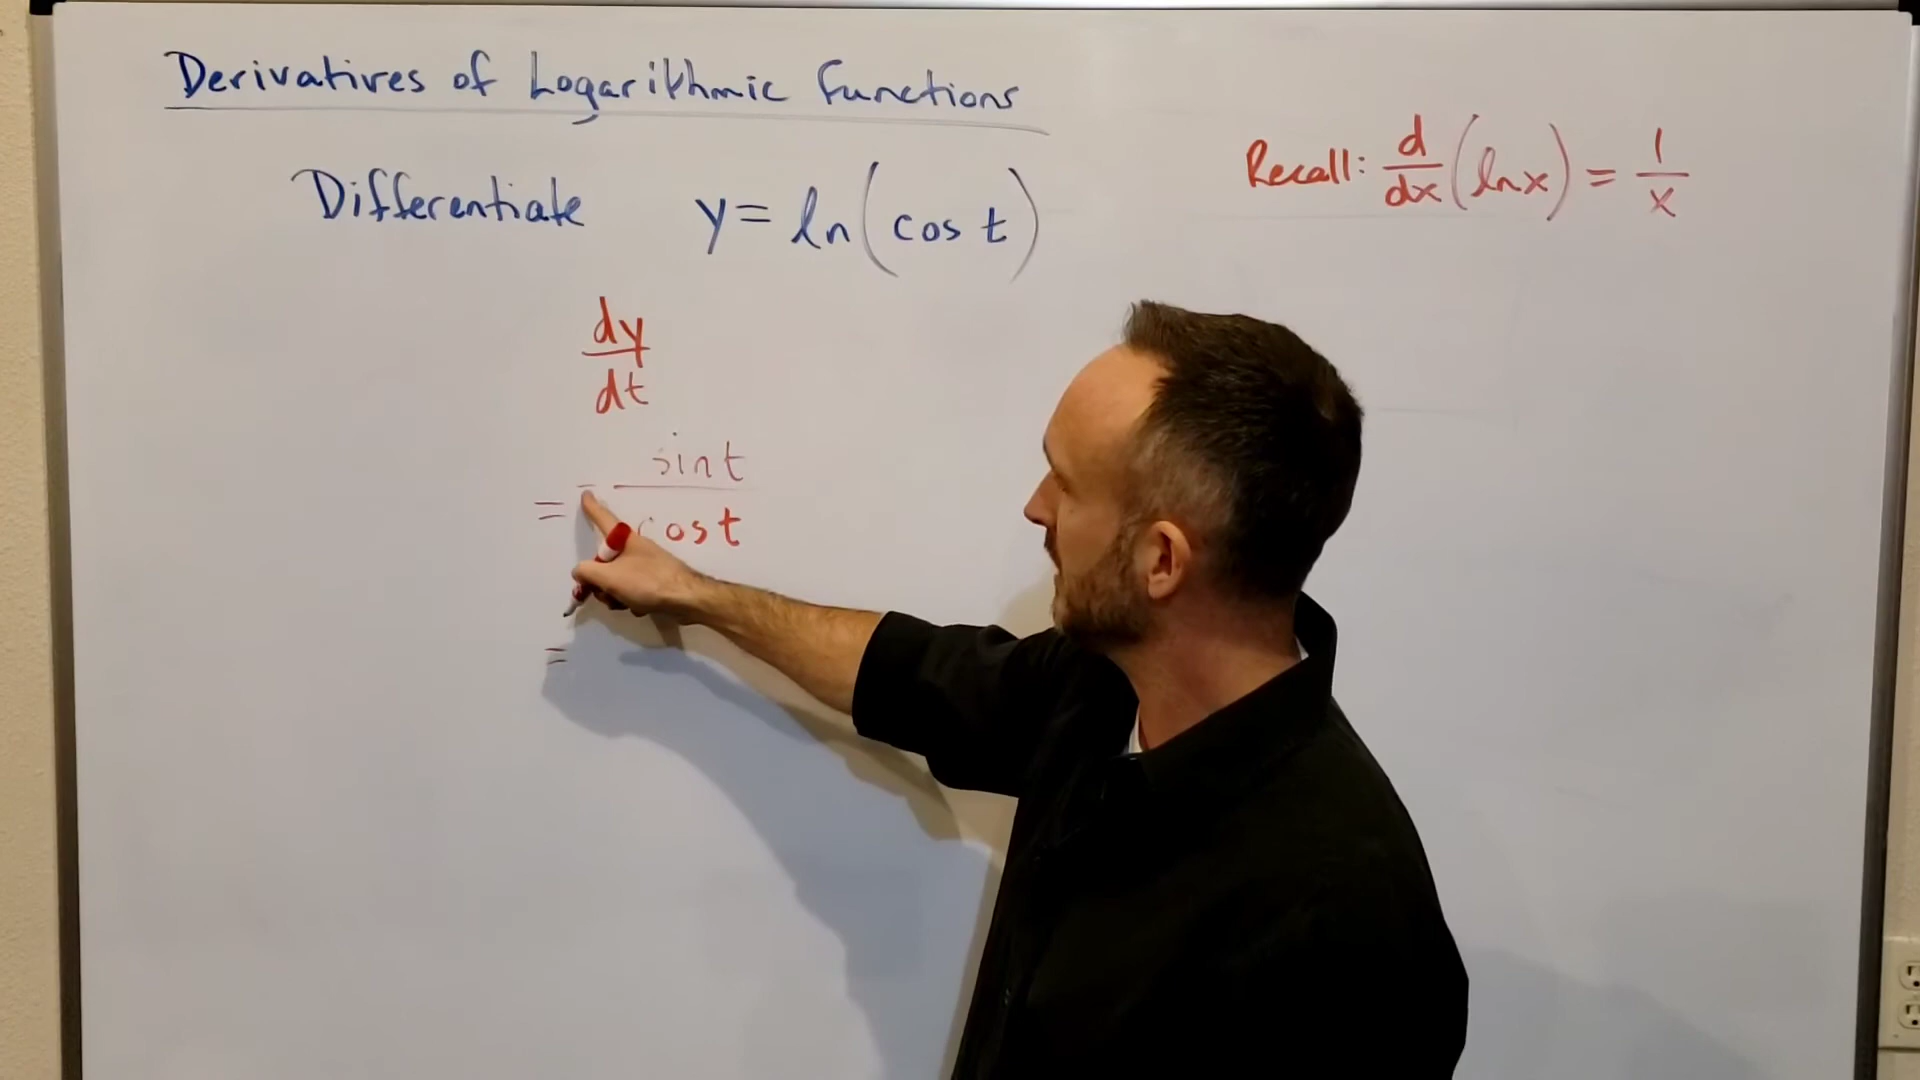 Derivatives of Logarithmic Functions
Differentiate y = ln(cos t)
Recall: d/dx (ln x) = 1/x
dy/dt
= - sin t / cos t
=